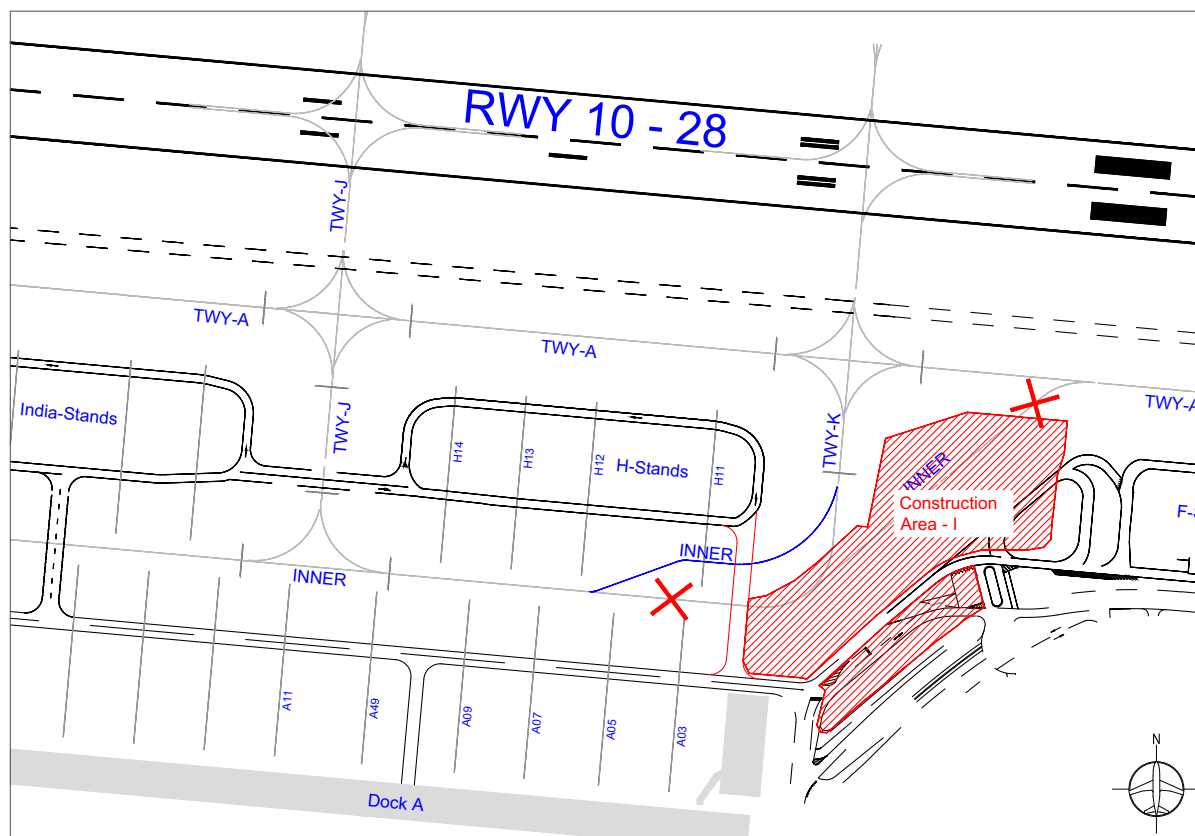 RWY 10 - 28
TWY-J
TWY-A
TWY-A
TWY-A
India-Stands
TWY-J
H14
H13
H12
H-Stands
H11
TWY-K
INNER
Construction
Area - I
INNER
INNER
A11
A49
A09
A07
A05
A03
Dock A
N